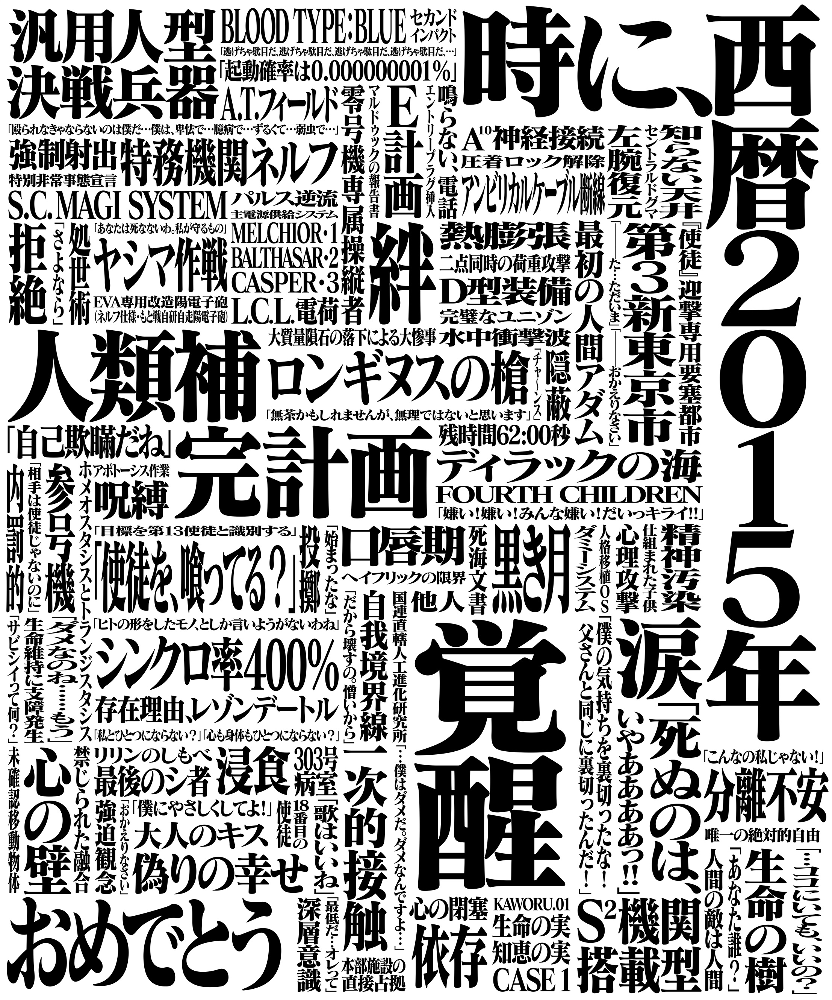 時に、西暦2015年
汎用人型
決戦兵器
BLOOD TYPE:BLUE
セカンド
インパクト
「逃げちゃ駄目だ、逃げちゃ駄目だ、逃げちゃ駄目だ、逃げちゃ駄目だ、…」
「起動確率は0.000000001%」
A.T.フィールド
零号機専属操縦者
マルドゥックの報告書
E計画
エントリープラグ挿入
鳴らない、電話
「殴られなきゃならないのは僕だ…僕は、卑怯で…臆病で…ずるくて…弱虫で…」
強制射出
特別非常事態宣言
特務機関ネルフ
A10神経接続
圧着ロック解除
アンビリカルケーブル断線
左腕復元
セントラルドグマ
知らない天井
S.C.MAGI SYSTEM
パルス逆流
主電源供給システム
拒絶
「さよなら」
処世術
「あなたは死なないわ。私が守るもの」
ヤシマ作戦
EVA専用改造陽電子砲
(ネルフ仕様・もと戦自研自走陽電子砲)
MELCHIOR・1
BALTHASAR・2
CASPER・3
L.C.L.電荷
絆
熱膨張
二点同時の荷重攻撃
D型装備
完璧なユニゾン
水中衝撃波
最初の人間アダム
「――た…ただいま」「――おかえりなさい」
第3新東京市
『使徒』迎撃専用要塞都市
人類補
完計画
大質量隕石の落下による大惨事
ロンギヌスの槍
「チャ〜ンス」
隠蔽
「無茶かもしれませんが、無理ではないと思います」
残時間62:00秒
「自己欺瞞だね」
ディラックの海
FOURTH CHILDREN
「嫌い!嫌い!みんな嫌い!だいっキライ!!」
内罰的
「相手は使徒じゃないのに」
参号機
ホメオスタシスとトランジスタシス
アポトーシス作業
呪縛
「目標を第13使徒と識別する」
「使徒を、喰ってる?」
投擲
「始まったな」
口唇期
ヘイフリックの限界
死海文書
黒き月
ダミーシステム
人格移植OS
心理攻撃
仕組まれた子供
精神汚染
「サビシイって何?」
生命維持に支障発生
「ダメなのね……もう」
「ヒトの形をしたモノ、としか言いようがないわね」
シンクロ率400%
存在理由、レゾンデートル
「私とひとつにならない?」「心も身体もひとつにならない?」
「だから壊すの。憎いから」
自我境界線
国連直轄人工進化研究所
他人
覚醒
「僕の気持ちを裏切ったな!
父さんと同じに裏切ったんだ!」
涙
「死ぬのは、
いやああああっ!!」
「こんなの私じゃない!」
分離不安
唯一の絶対的自由
未確認移動物体
心の壁
禁じられた融合
リリンのしもべ
最後のシ者
浸食
303号
病室
強迫観念
「おかえりなさい」
「僕にやさしくしてよ!」
大人のキス
偽りの幸せ
18番目の
使徒
「歌はいいね」
一次的接触
「…僕はダメだ。ダメなんですよ…」
人間の敵は人間
「あなた誰?」
生命の樹
「…ココにいても、いいの?」
おめでとう
深層意識
「最低だ…オレって」
本部施設の
直接占拠
心の閉塞
依存
KAWORU.01
生命の実
知恵の実
CASE 1
S2機関
搭載型